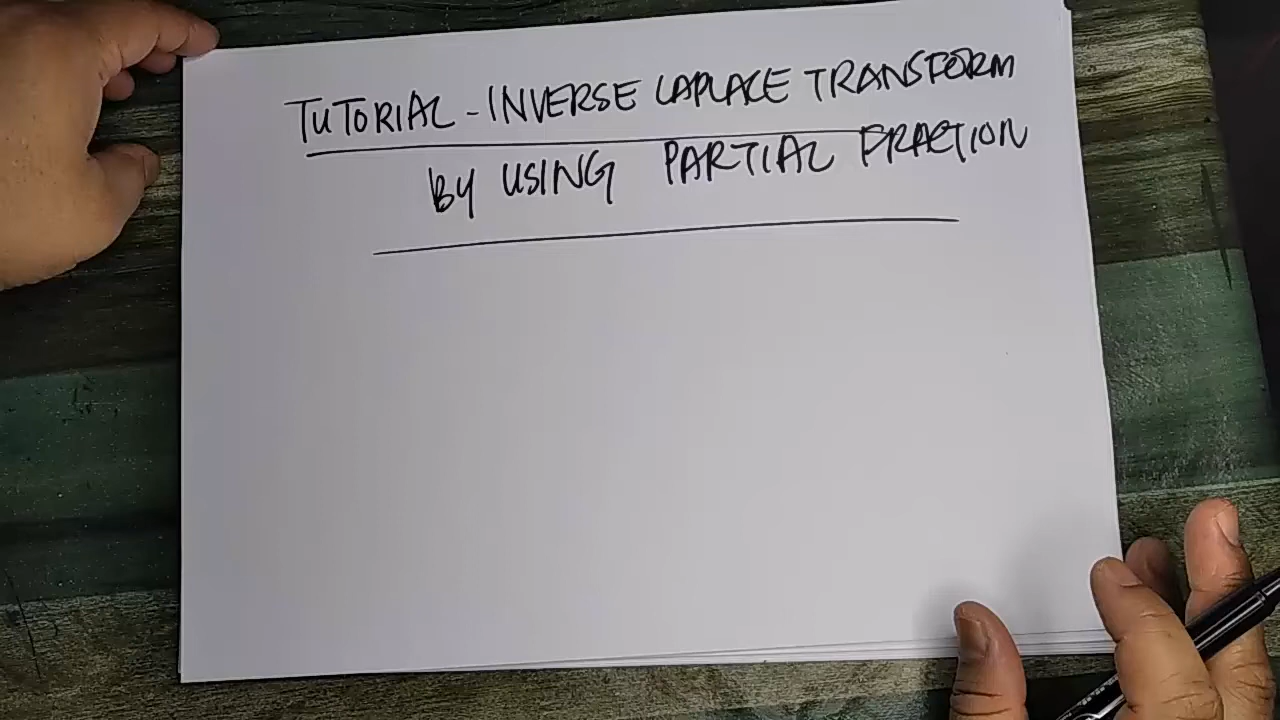 TUTORIAL - INVERSE LAPLACE TRANSFORM
BY USING PARTIAL FRACTION